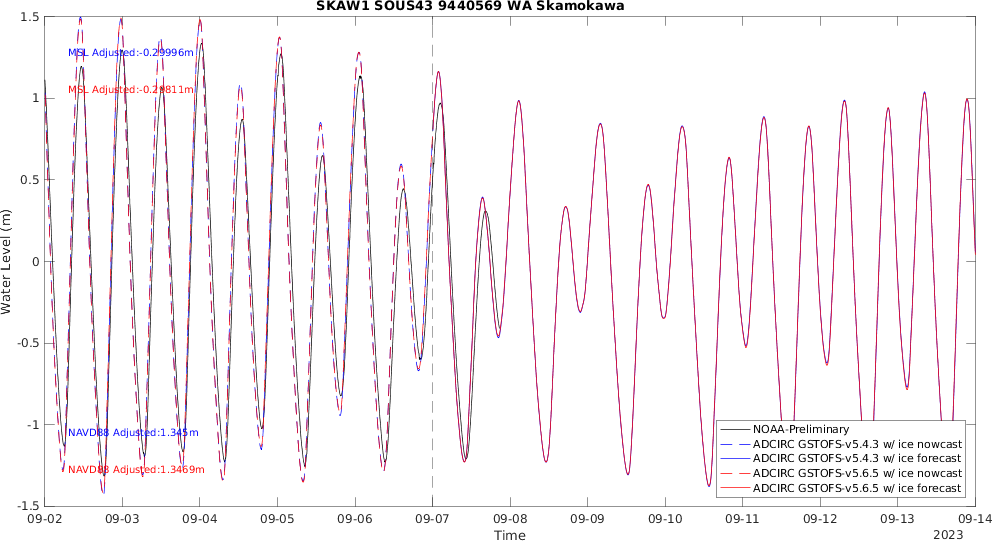 SKAW1 SOUS43 9440569 WA Skamokawa
1.5
MSL Adjusted:-0.29996m
1
MSL Adjusted:-0.29811m
0.5
0
Water Level (m)
-0.5
-1
NAVD88 Adjusted:1.345m
NAVD88 Adjusted:1.3469m
-1.5
NOAA-Preliminary
ADCIRC GSTOFS-v5.4.3 w/ ice nowcast
ADCIRC GSTOFS-v5.4.3 w/ ice forecast
ADCIRC GSTOFS-v5.6.5 w/ ice nowcast
ADCIRC GSTOFS-v5.6.5 w/ ice forecast
09-02 09-03 09-04 09-05 09-06 09-07 09-08 09-09 09-10 09-11 09-12 09-13 09-14
Time
2023